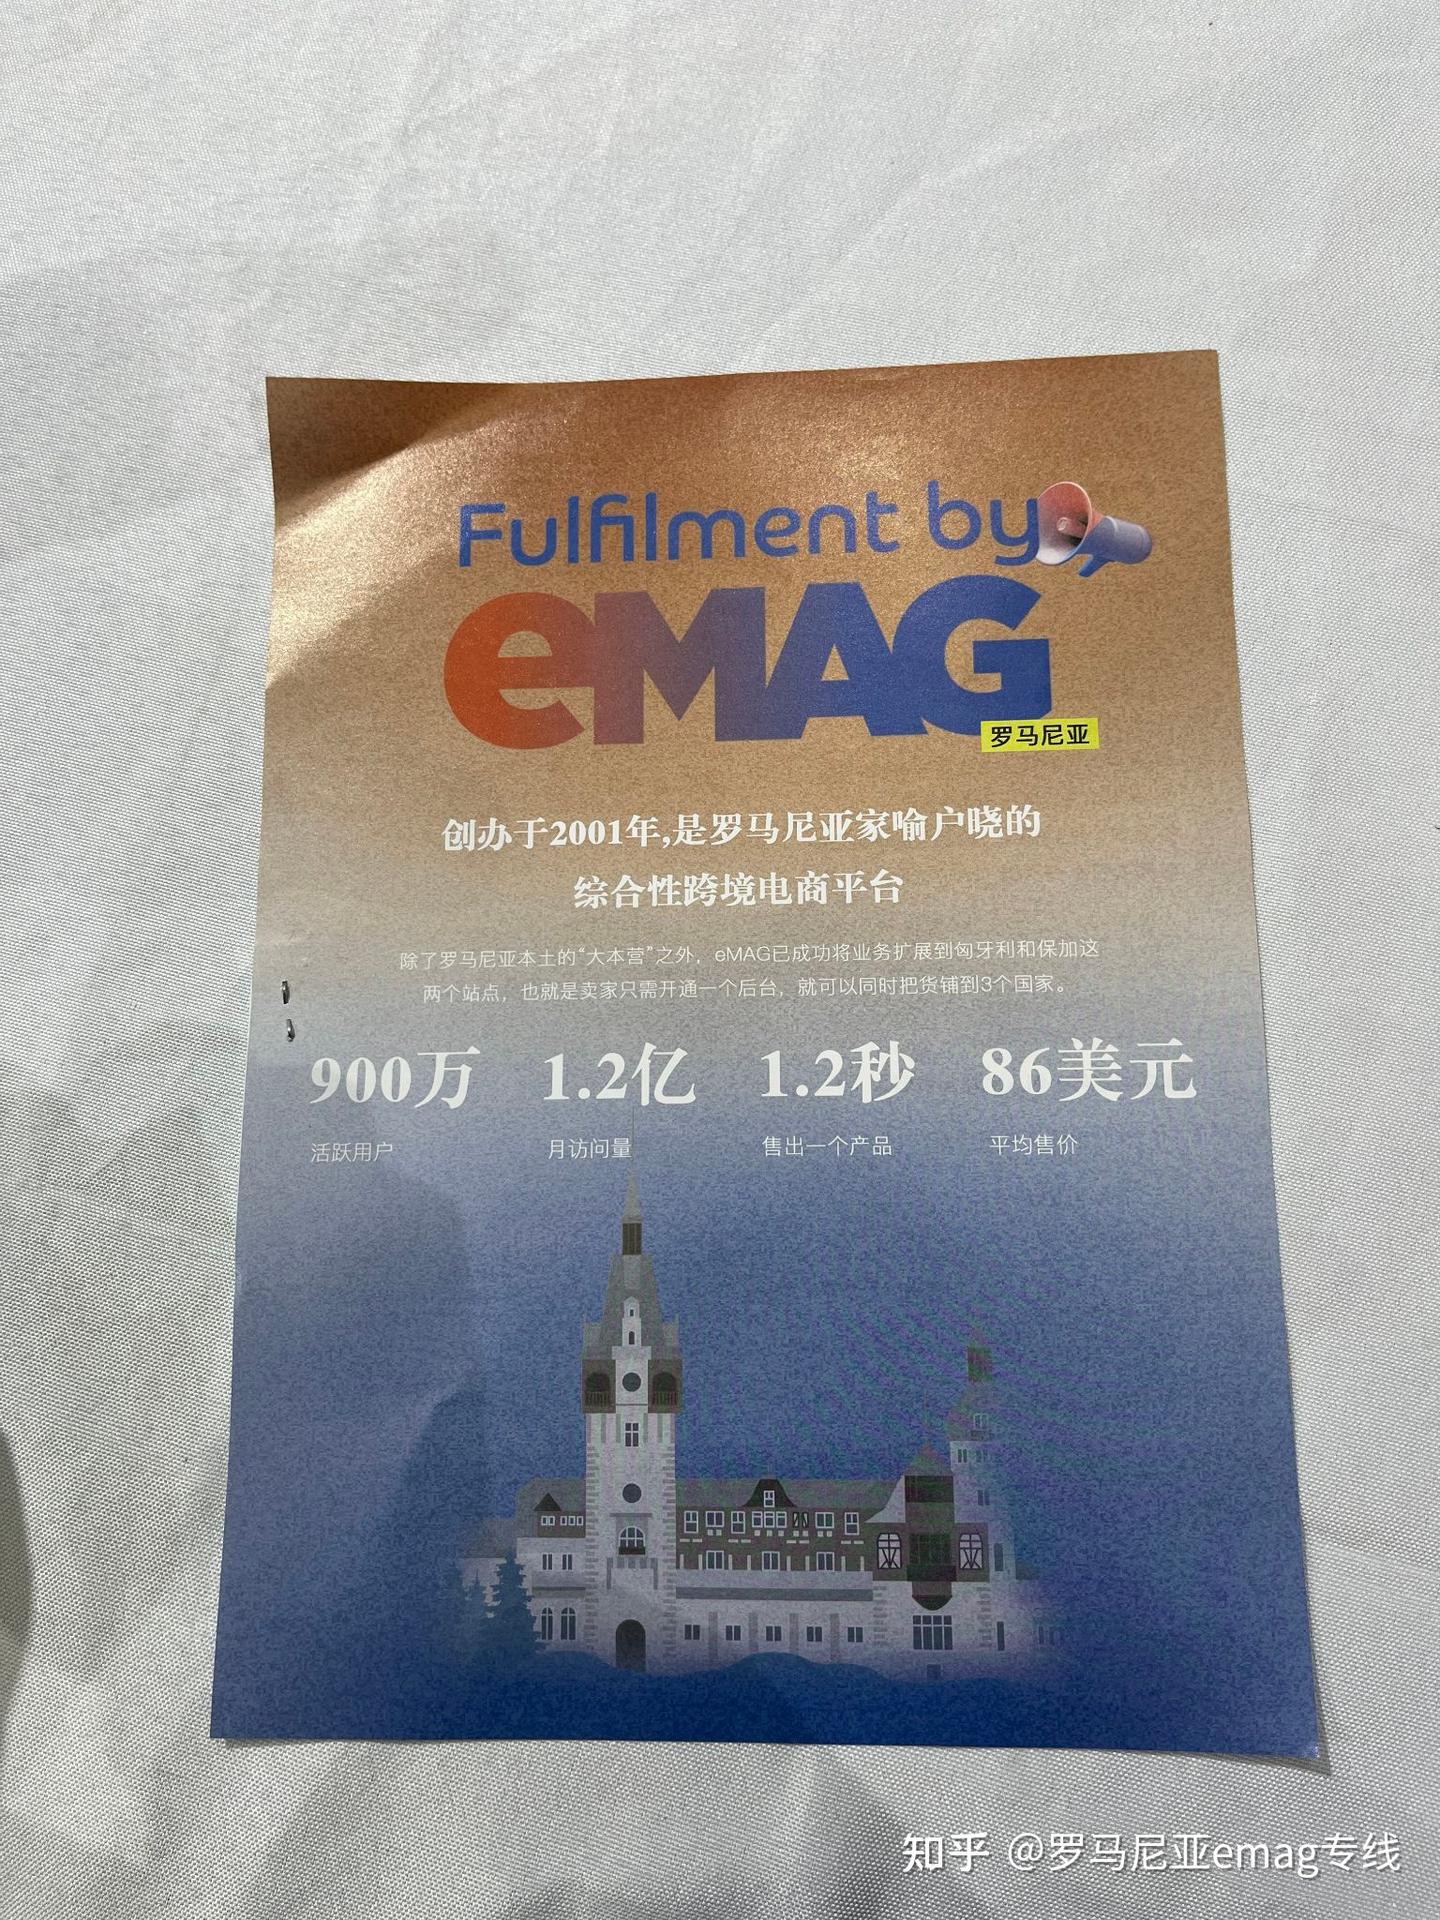 Fulfilment by
eMAG
罗马尼亚
创办于2001年,是罗马尼亚家喻户晓的
综合性跨境电商平台
除了罗马尼亚本土的“大本营”之外，eMAG已成功将业务扩展到匈牙利和保加这
两个站点，也就是卖家只需开通一个后台，就可以同时把货铺到3个国家。
900万 1.2亿 1.2秒 86美元
活跃用户 月访问量 售出一个产品 平均售价
知乎 @罗马尼亚emag专线